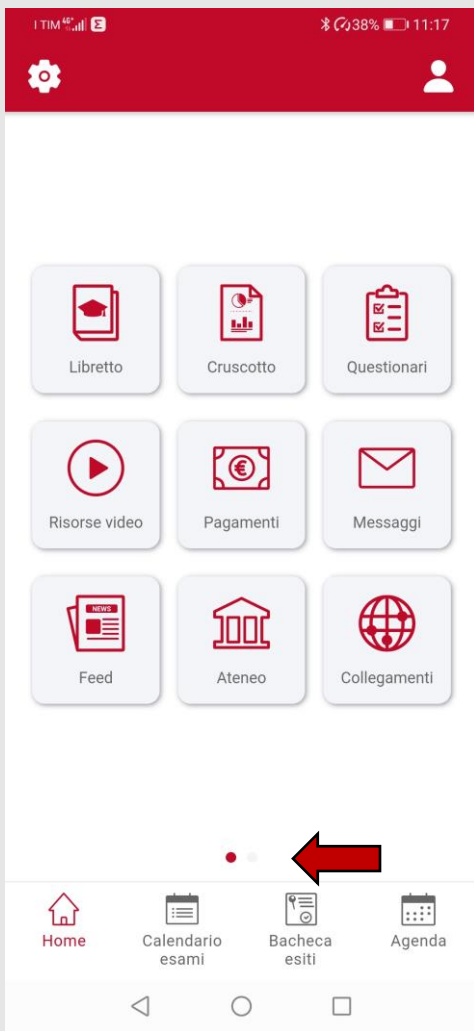 I TIM 4G 38% 11:17
Libretto Cruscotto Questionari
€
Risorse video Pagamenti Messaggi
NEWS
Feed Ateneo Collegamenti
Home Calendario esami Bacheca esiti Agenda